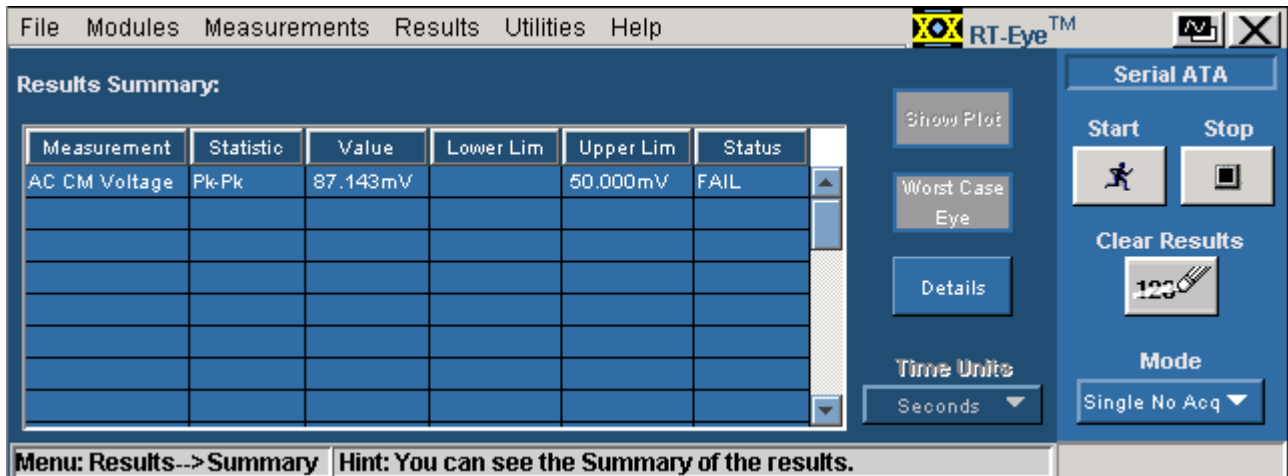 File Modules Measurements Results Utilities Help RT-Eye™
Results Summary:
Measurement Statistic Value Lower Lim Upper Lim Status
AC CM Voltage Pk-Pk 87.143mV 50.000mV FAIL
Show Plot
Worst Case
Eye
Details
Time Units
Seconds
Serial ATA
Start Stop
Clear Results
123
Mode
Single No Acq
Menu: Results-->Summary Hint: You can see the Summary of the results.